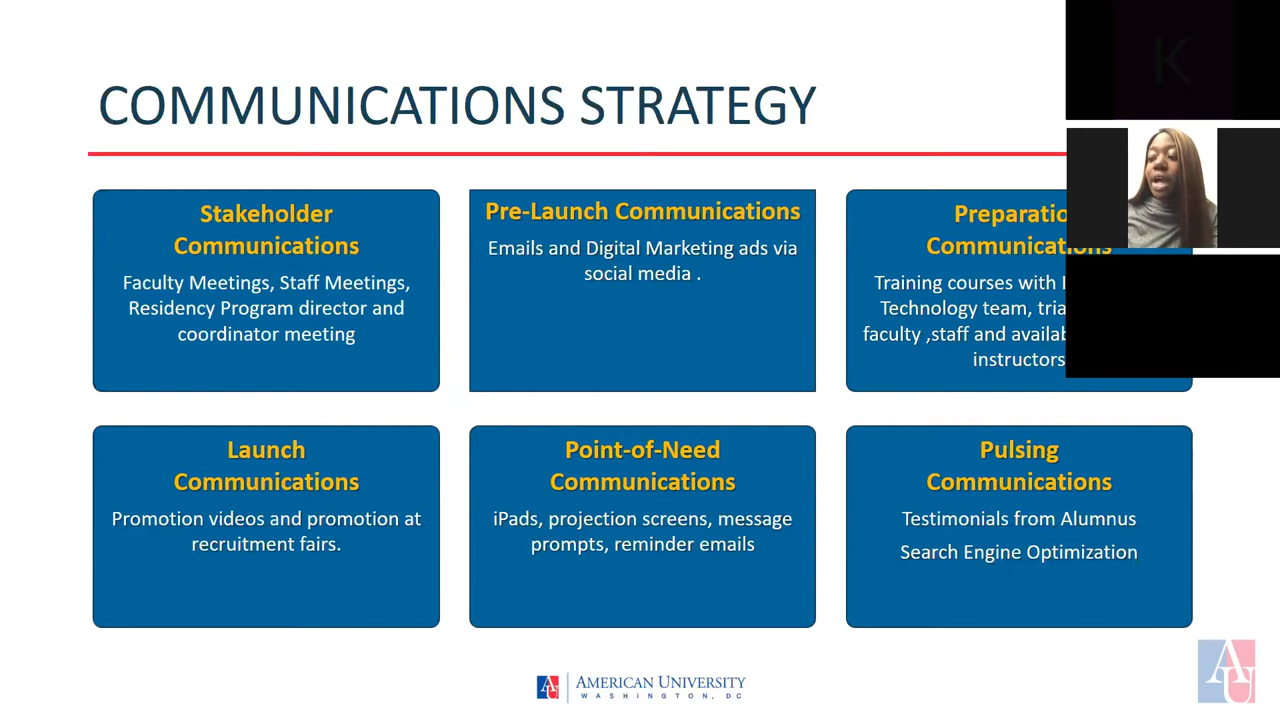 COMMUNICATIONS STRATEGY
K
Stakeholder
Communications
Faculty Meetings, Staff Meetings,
Residency Program director and
coordinator meeting
Pre-Launch Communications
Emails and Digital Marketing ads via
social media .
Communications
Training courses with
Technology team,
faculty ,staff and
instructors
Launch
Communications
Promotion videos and promotion at
recruitment fairs.
Point-of-Need
Communications
iPads, projection screens, message
prompts, reminder emails
Pulsing
Communications
Testimonials from Alumnus
Search Engine Optimization
AU
AMERICAN UNIVERSITY
WASHINGTON, DC
AU